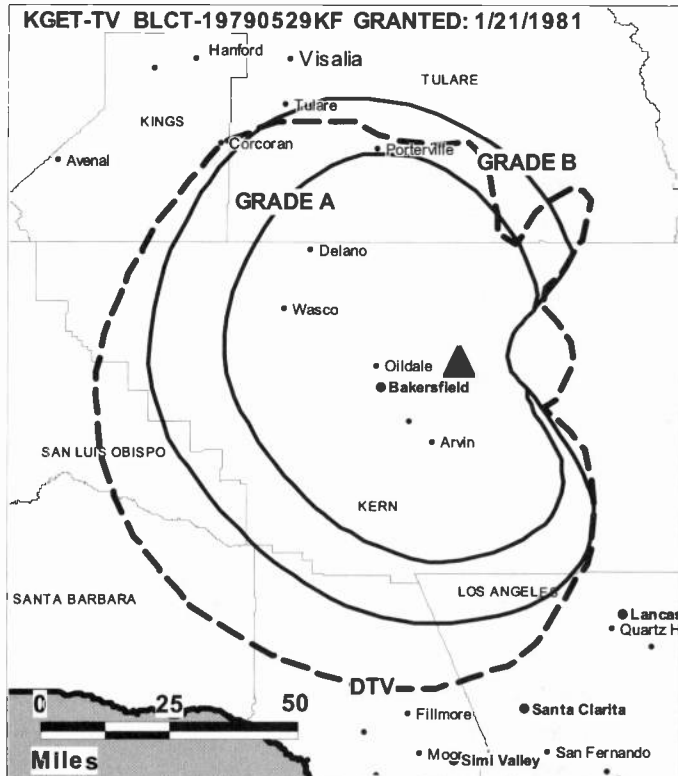 KGET-TV BLCT-19790529KF GRANTED: 1/21/1981
Hanford
Visalia
TULARE
Tulare
KINGS
Corcoran
Porterville
GRADE B
Avenal
GRADE A
Delano
Wasco
Oildale
Bakersfield
Arvin
SAN LUIS OBISPO
KERN
LOS ANGELES
SANTA BARBARA
Lancas
Quartz H
DTV
0 25 50
Fillmore
Santa Clarita
Miles
Moor
Simi Valley
San Fernando